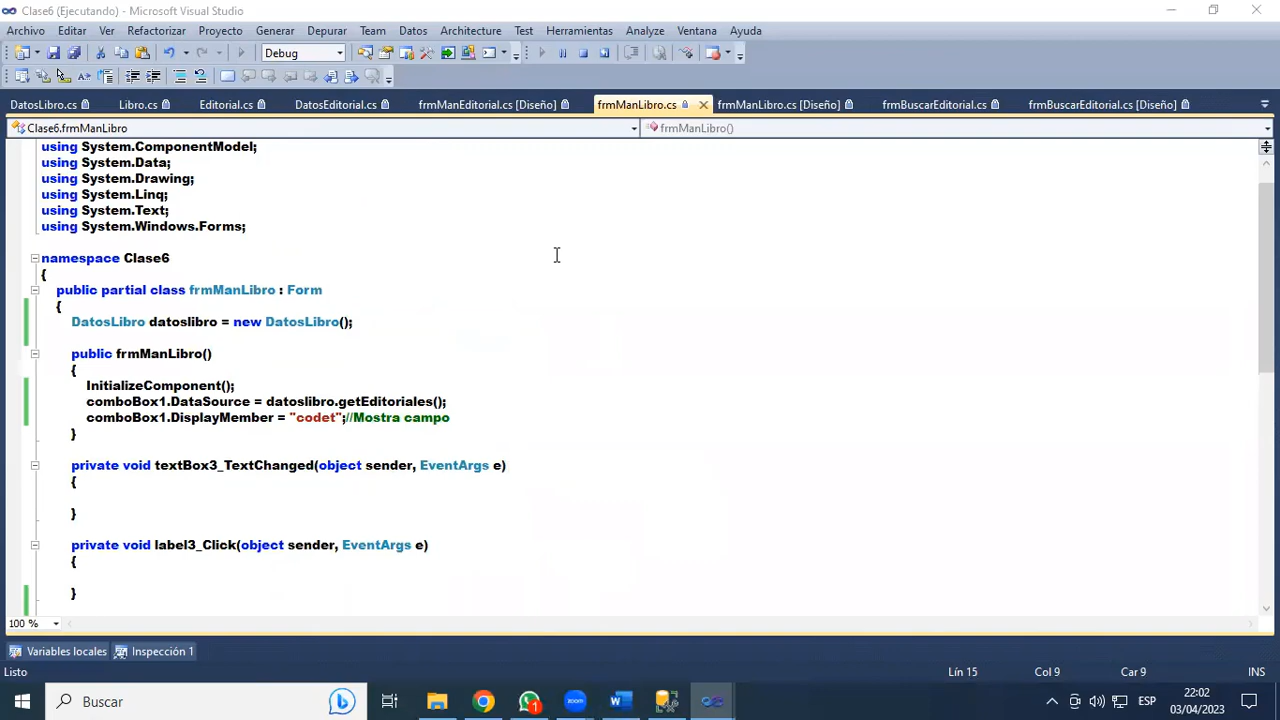 Clase6 (Ejecutando) - Microsoft Visual Studio
Archivo Editar Ver Refactorizar Proyecto Generar Depurar Team Datos Architecture Test Herramientas Analyze Ventana Ayuda
Debug
DatosLibro.cs Libro.cs Editorial.cs DatosEditorial.cs frmManEditorial.cs [Diseño] frmManLibro.cs frmManLibro.cs [Diseño] frmBuscarEditorial.cs frmBuscarEditorial.cs [Diseño]
Clase6.frmManLibro frmManLibro()
using System.ComponentModel;
using System.Data;
using System.Drawing;
using System.Linq;
using System.Text;
using System.Windows.Forms;
namespace Clase6
{
public partial class frmManLibro : Form
{
DatosLibro datoslibro = new DatosLibro();
public frmManLibro()
{
InitializeComponent();
comboBox1.DataSource = datoslibro.getEditoriales();
comboBox1.DisplayMember = "codet";//Mostra campo
}
private void textBox3_TextChanged(object sender, EventArgs e)
{
}
private void label3_Click(object sender, EventArgs e)
{
}
100 %
Variables locales Inspección 1
Listo Lín 15 Col 9 Car 9 INS
Buscar zoom 1 ESP 22:02
03/04/2023